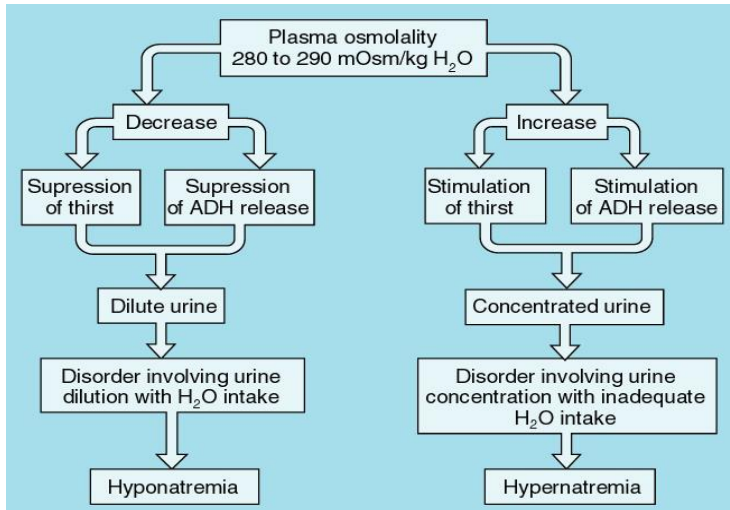 Plasma osmolality
280 to 290 mOsm/kg H₂O
Decrease
Increase
Supression
of thirst
Supression
of ADH release
Stimulation
of thirst
Stimulation
of ADH release
Dilute urine
Concentrated urine
Disorder involving urine
dilution with H₂O intake
Disorder involving urine
concentration with inadequate
H₂O intake
Hyponatremia
Hypernatremia